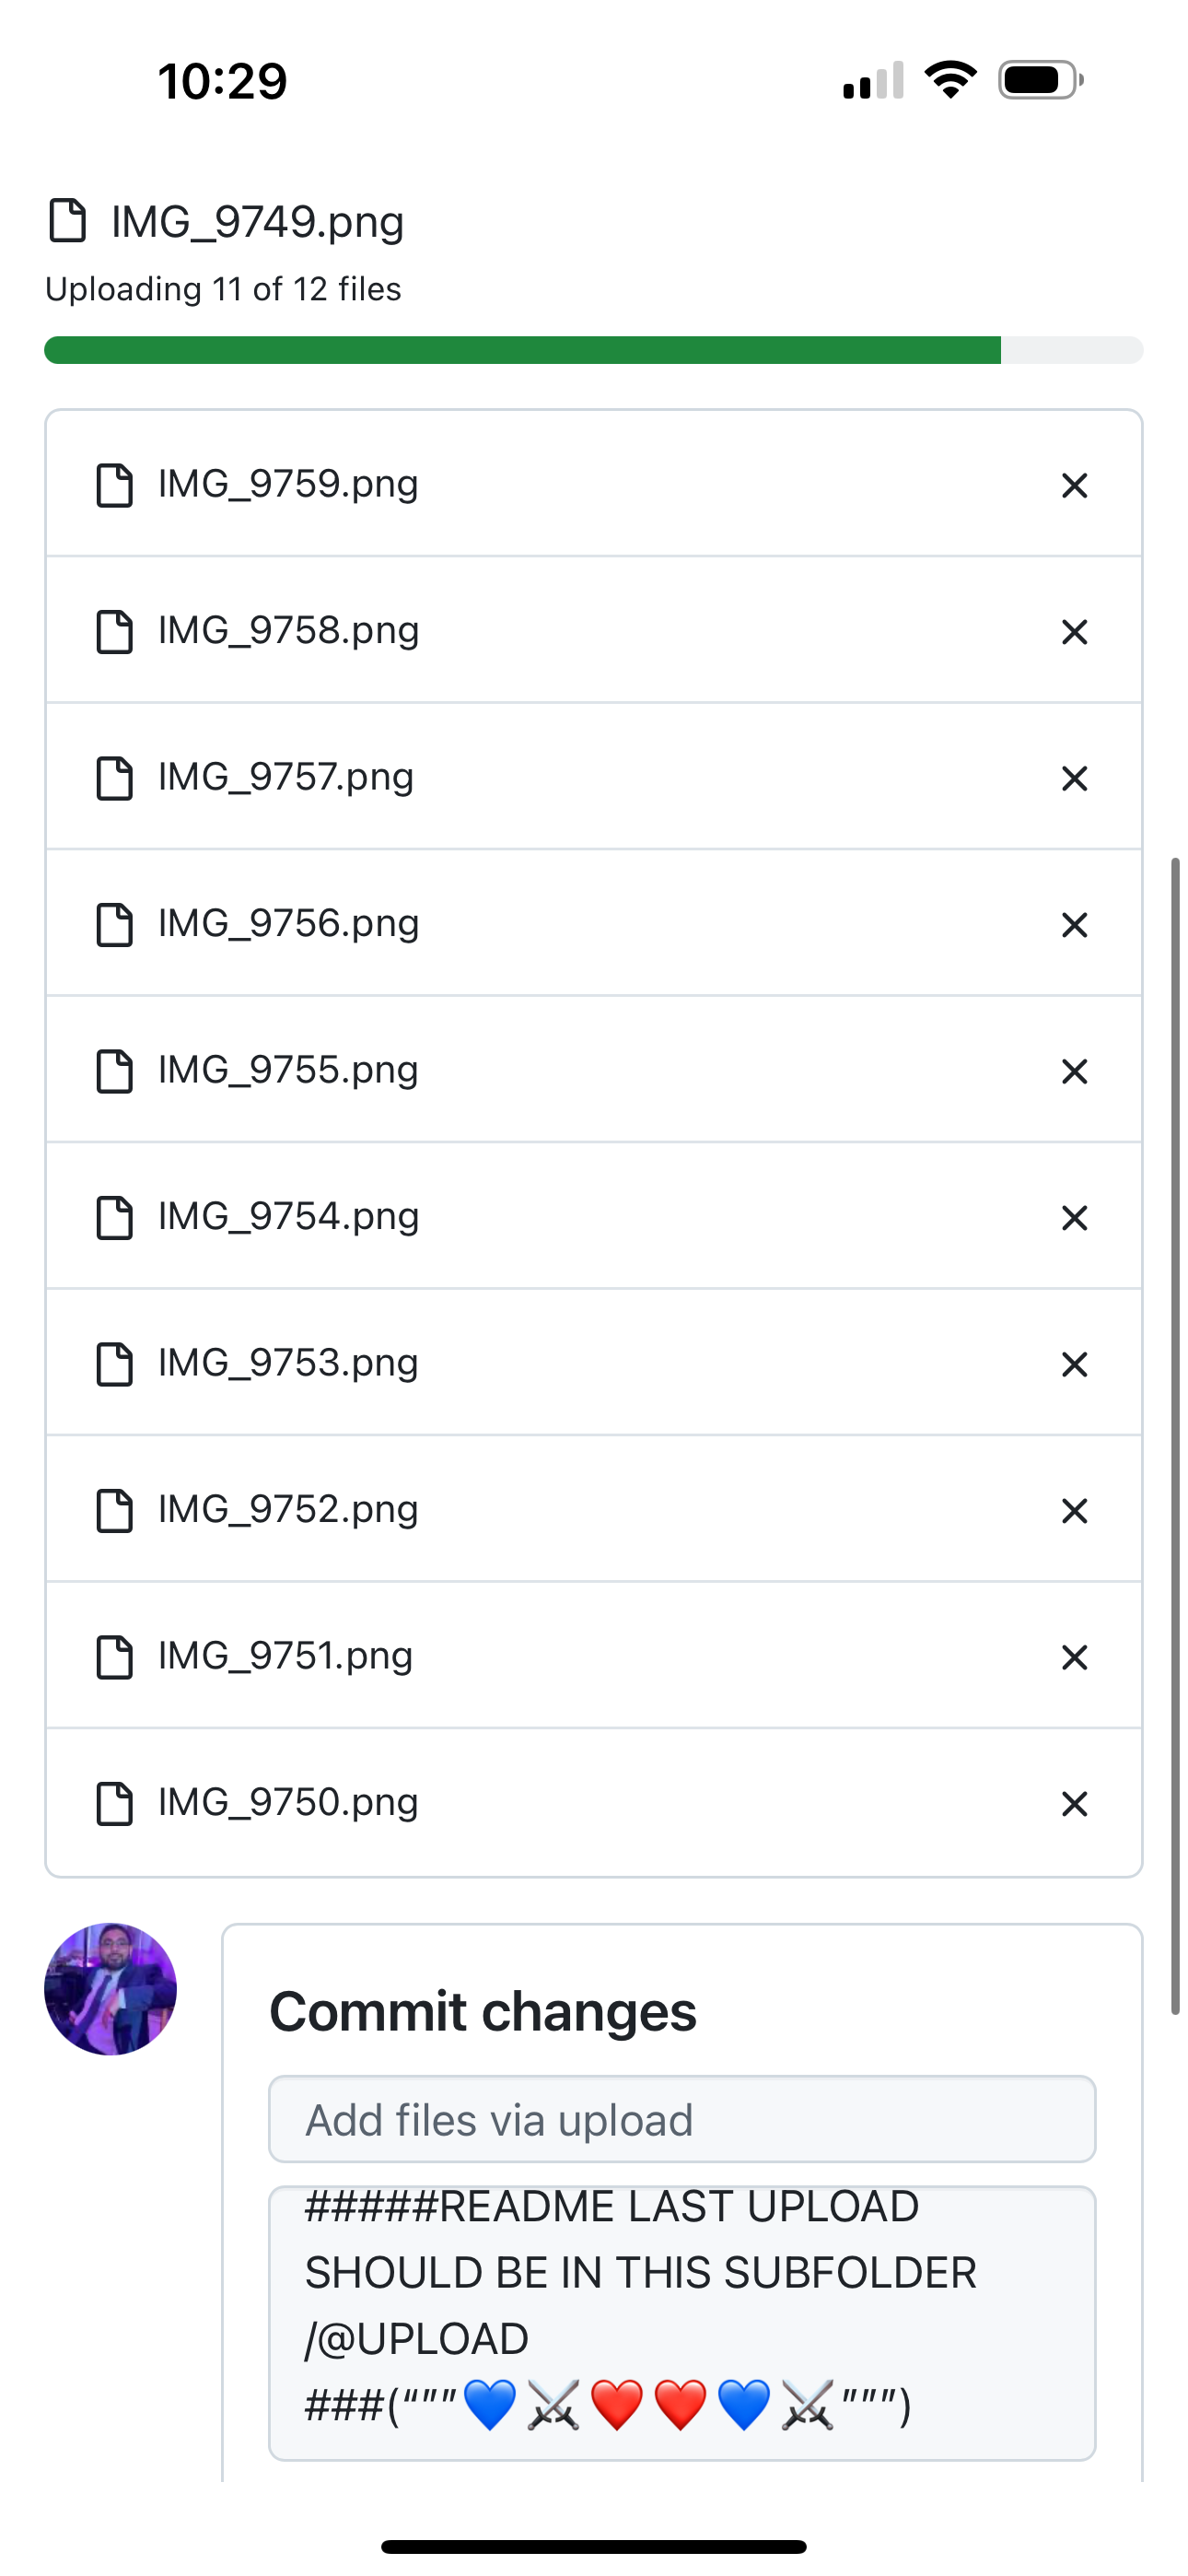 10:29
IMG_9749.png
Uploading 11 of 12 files
IMG_9759.png
IMG_9758.png
IMG_9757.png
IMG_9756.png
IMG_9755.png
IMG_9754.png
IMG_9753.png
IMG_9752.png
IMG_9751.png
IMG_9750.png
Commit changes
Add files via upload
#####README LAST UPLOAD
SHOULD BE IN THIS SUBFOLDER
/@UPLOAD
###(“””💙⚔️❤️❤️💙⚔️”””)